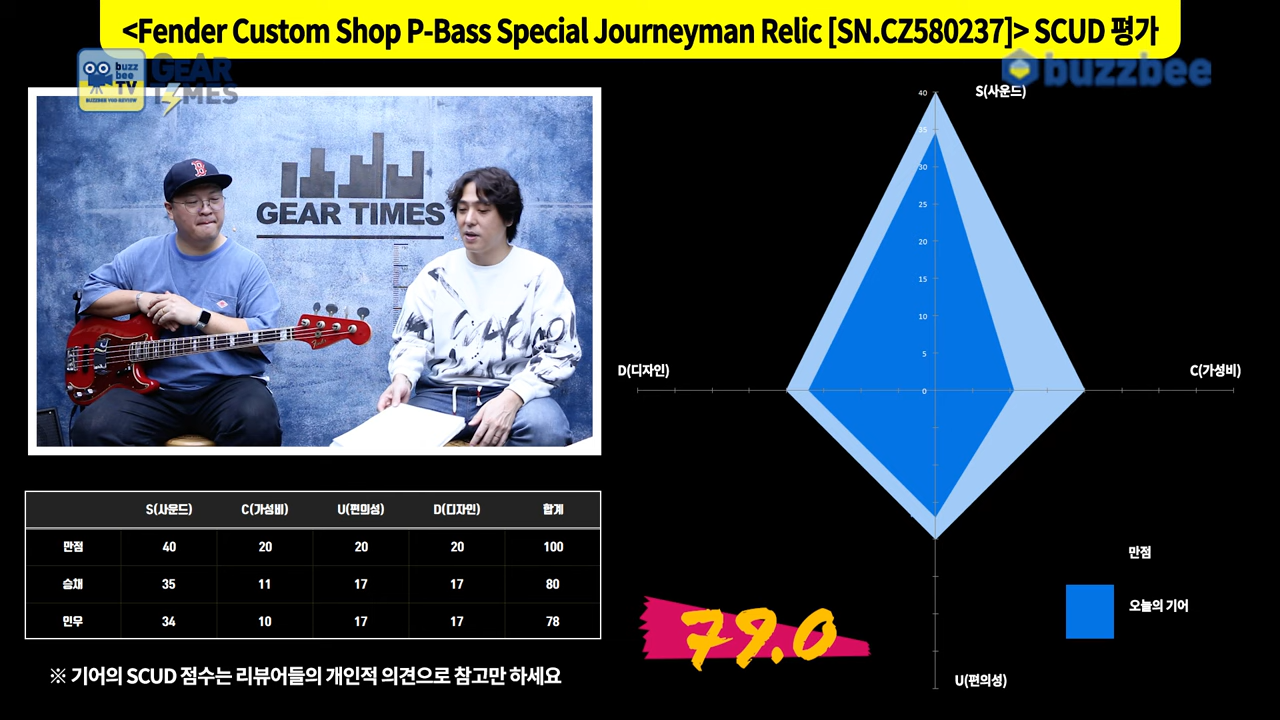 <Fender Custom Shop P-Bass Special Journeyman Relic [SN.CZ580237]> SCUD 평가
buzz
bee
TV
BUZZBEE VOD REVIEW
GEAR
TIMES
buzzbee
GEAR TIMES
S(사운드)
40
35
30
25
20
15
10
5
0
D(디자인)
C(가성비)
U(편의성)
만점
오늘의 기어
S(사운드) C(가성비) U(편의성) D(디자인) 합계
만점 40 20 20 20 100
승채 35 11 17 17 80
민우 34 10 17 17 78
79.0
※ 기어의 SCUD 점수는 리뷰어들의 개인적 의견으로 참고만 하세요